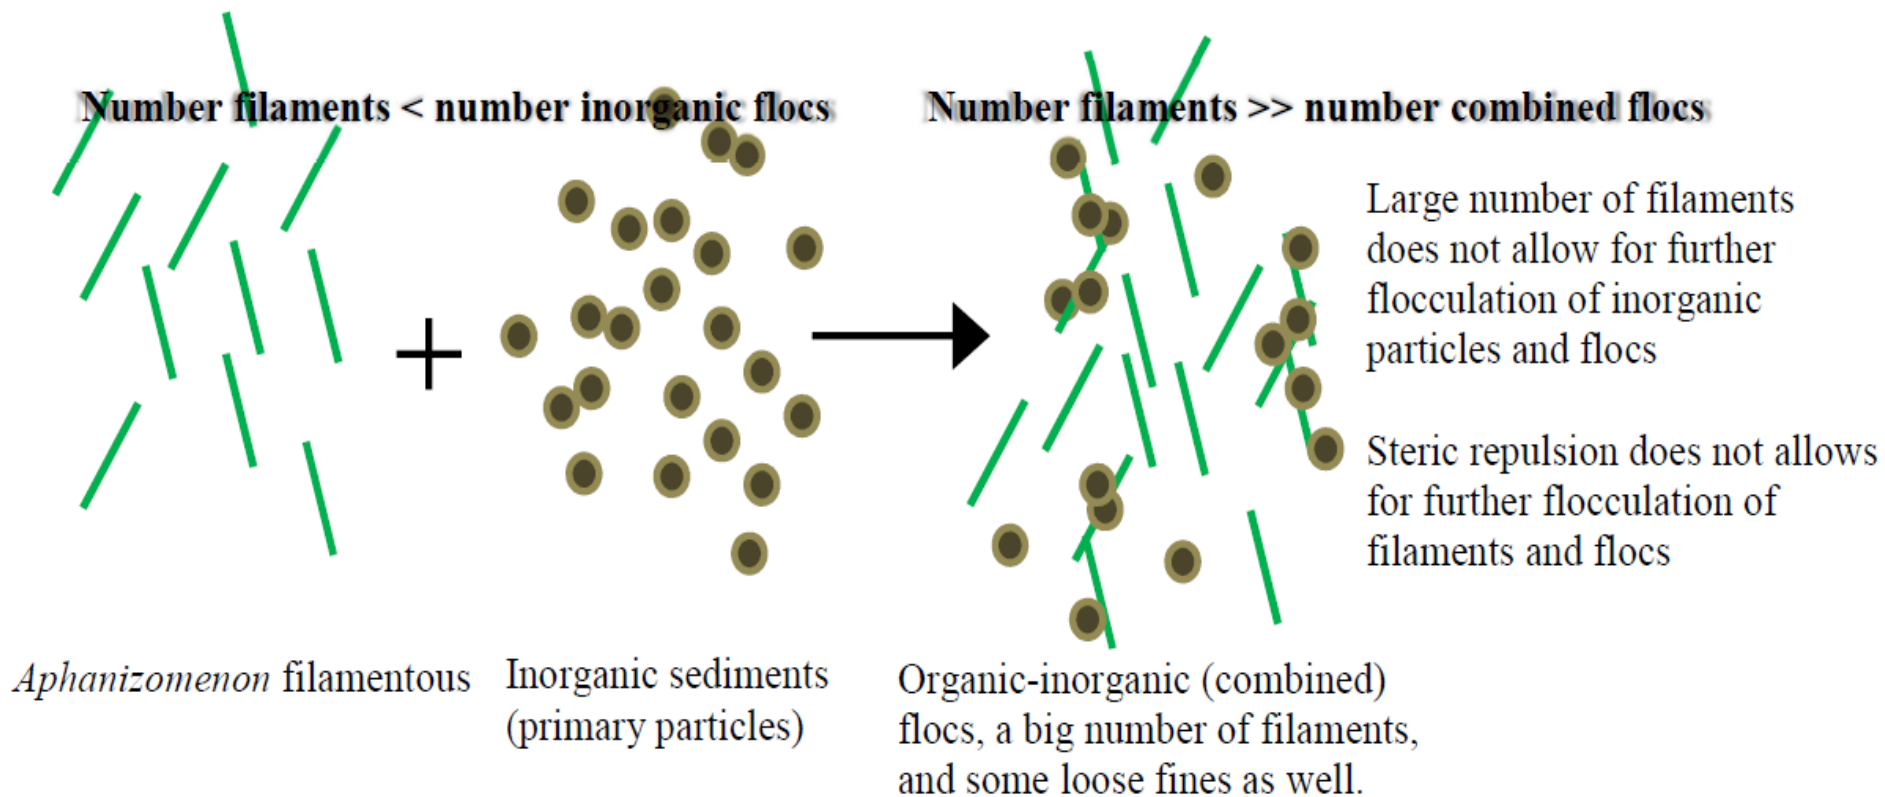 Number filaments < number inorganic flocs
Number filaments >> number combined flocs
Large number of filaments
does not allow for further
flocculation of inorganic
particles and flocs
Steric repulsion does not allows
for further flocculation of
filaments and flocs
+
Aphanizomenon filamentous
Inorganic sediments
(primary particles)
Organic-inorganic (combined)
flocs, a big number of filaments,
and some loose fines as well.